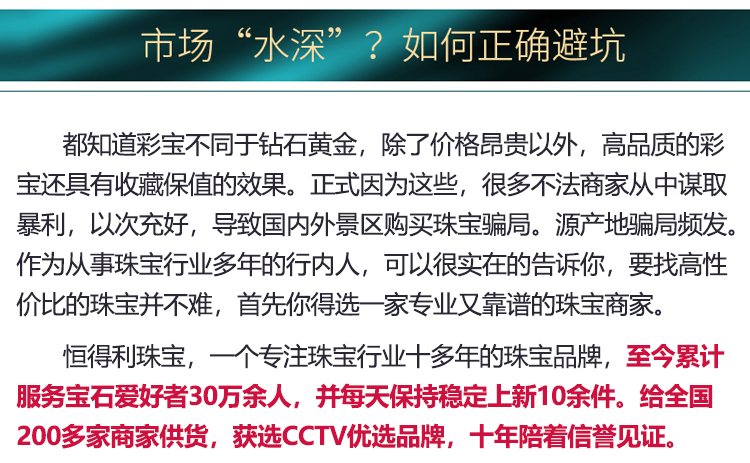 市场“水深”？如何正确避坑
都知道彩宝不同于钻石黄金，除了价格昂贵以外，高品质的彩
宝还具有收藏保值的效果。正式因为这些，很多不法商家从中谋取
暴利，以次充好，导致国内外景区购买珠宝骗局。源产地骗局频发。
作为从事珠宝行业多年的行内人，可以很实在的告诉你，要找高性
价比的珠宝并不难，首先你得选一家专业又靠谱的珠宝商家。
恒得利珠宝，一个专注珠宝行业十多年的珠宝品牌，至今累计
服务宝石爱好者30万余人，并每天保持稳定上新10余件。给全国
200多家商家供货，获选CCTV优选品牌，十年陪着信誉见证。